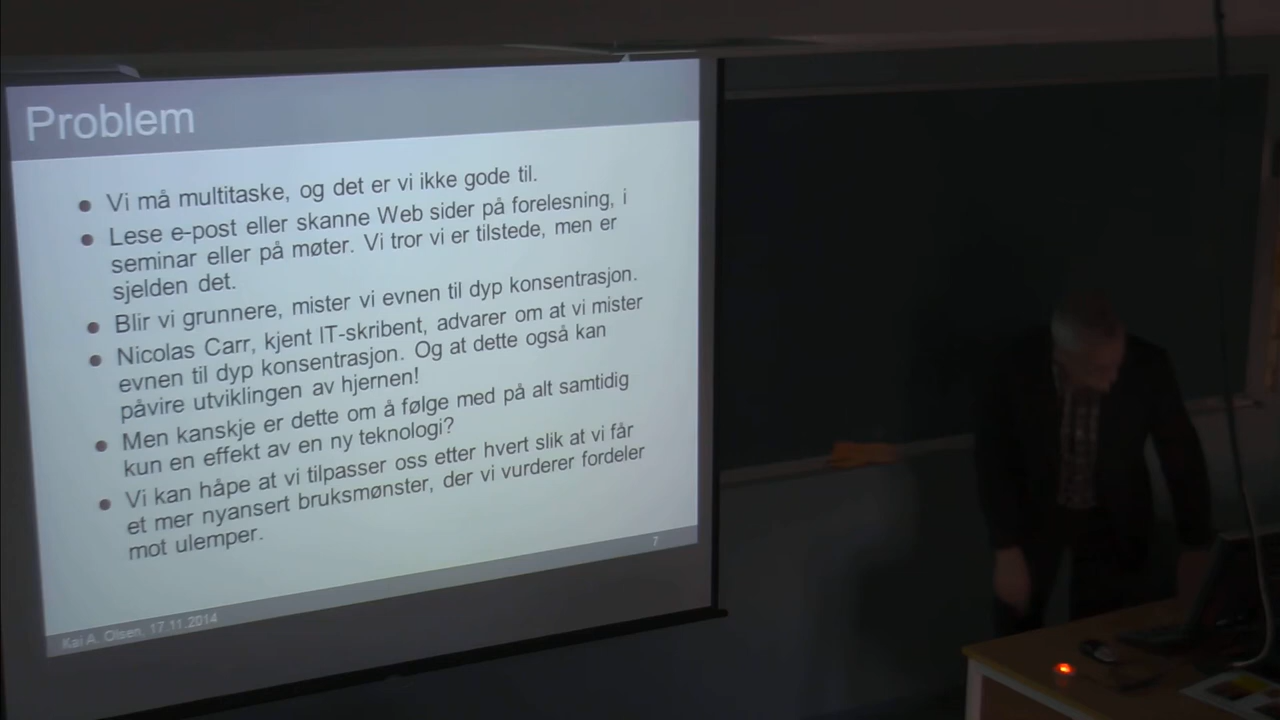 Problem
Vi må multitaske, og det er vi ikke gode til.
Lese e-post eller skanne Web sider på forelesning, i
seminar eller på møter. Vi tror vi er tilstede, men er
sjelden det.
Blir vi grunnere, mister vi evnen til dyp konsentrasjon.
Nicolas Carr, kjent IT-skribent, advarer om at vi mister
evnen til dyp konsentrasjon. Og at dette også kan
påvire utviklingen av hjernen!
Men kanskje er dette om å følge med på alt samtidig
kun en effekt av en ny teknologi?
Vi kan håpe at vi tilpasser oss etter hvert slik at vi får
et mer nyansert bruksmønster, der vi vurderer fordeler
mot ulemper.
7
Kai A. Olsen, 17.11.2014